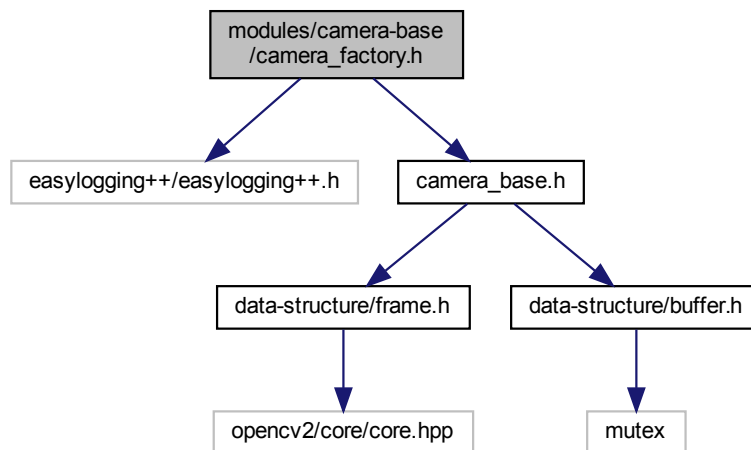 modules/camera-base
/camera_factory.h
easylogging++/easylogging++.h
camera_base.h
data-structure/frame.h
data-structure/buffer.h
opencv2/core/core.hpp
mutex